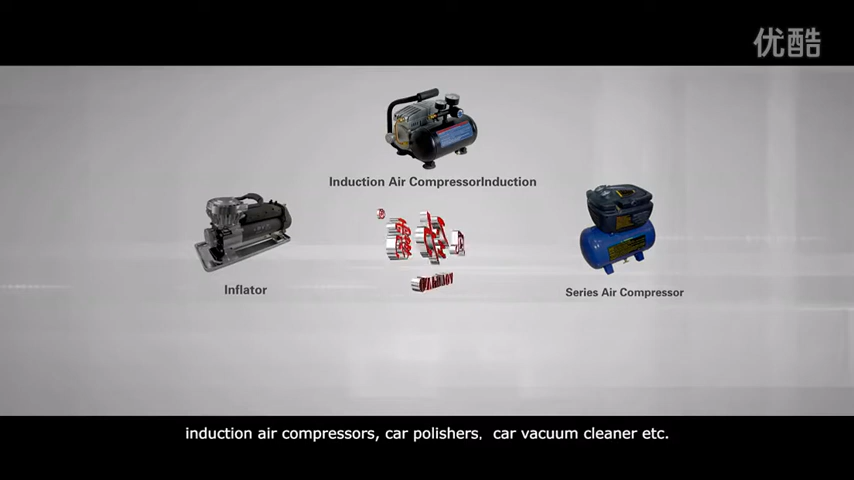 优酷
Induction Air CompressorInduction
Inflator
Series Air Compressor
induction air compressors, car polishers, car vacuum cleaner etc.